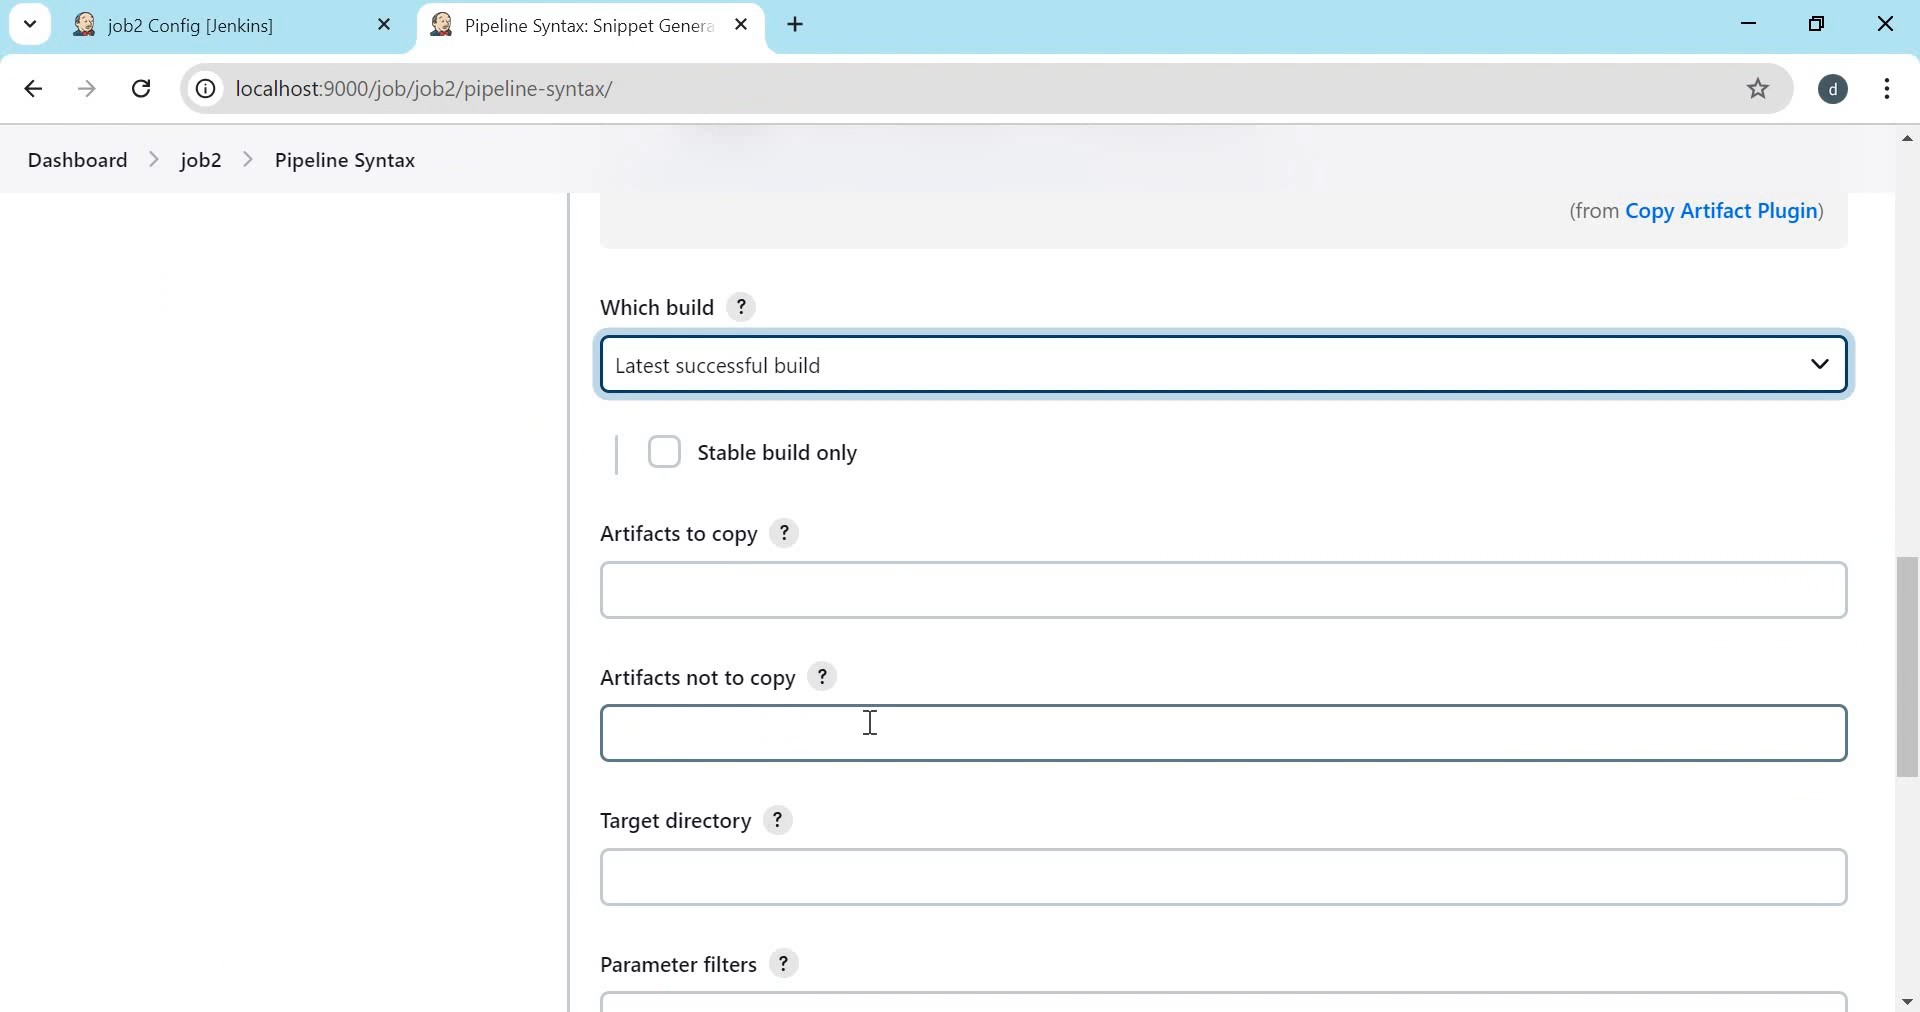 job2 Config [Jenkins]
Pipeline Syntax: Snippet Genera
localhost:9000/job/job2/pipeline-syntax/
d
Dashboard > job2 > Pipeline Syntax
(from Copy Artifact Plugin)
Which build ?
Latest successful build
Stable build only
Artifacts to copy ?
Artifacts not to copy ?
Target directory ?
Parameter filters ?